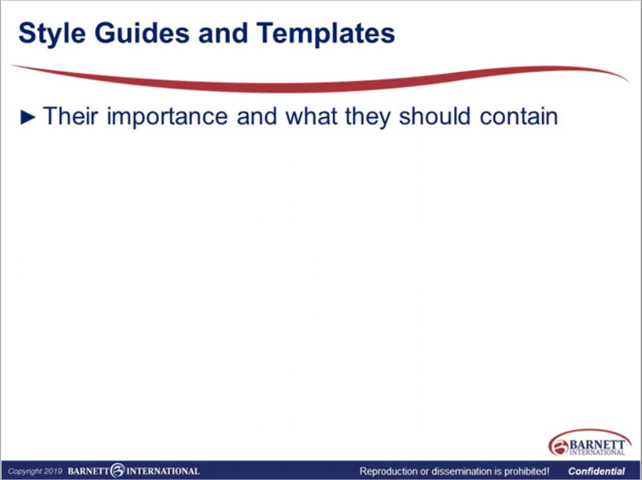 Style Guides and Templates
► Their importance and what they should contain
BARNETT
INTERNATIONAL
Copyright 2019 BARNETT INTERNATIONAL Reproduction or dissemination is prohibited! Confidential